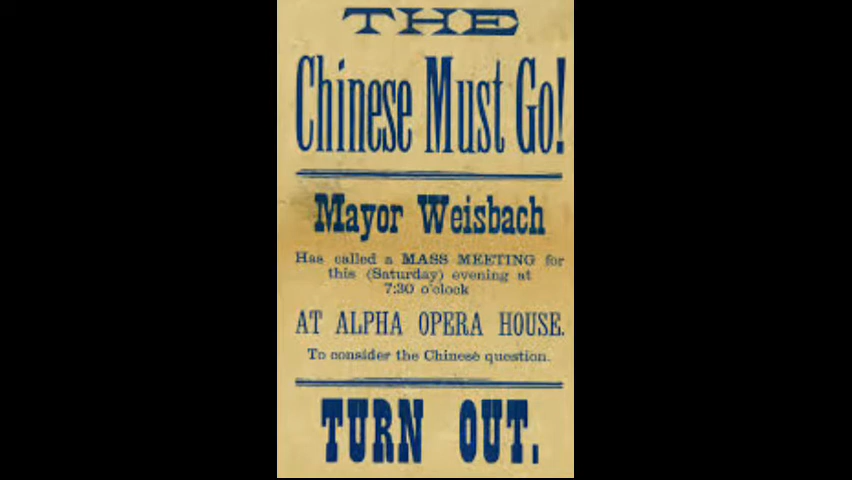 THE
Chinese Must Go!
Mayor Weisbach
Has called a MASS MEETING for
this (Saturday) evening at
7:30 o'clock
AT ALPHA OPERA HOUSE.
To consider the Chinese question.
TURN OUT.